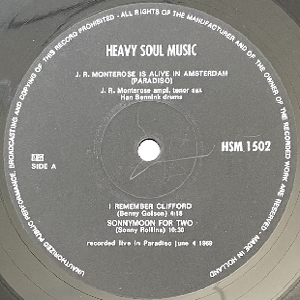 ALL RIGHTS OF THE MANUFACTURER AND OF THE OWNER OF THE RECORDED WORK ARE RESERVED - MADE IN HOLLAND
UNAUTHORIZED PUBLIC PERFORMANCE, BROADCASTING AND COPYING OF THIS RECORD PROHIBITED -
HEAVY SOUL MUSIC
J. R. MONTEROSE IS ALIVE IN AMSTERDAM
(PARADISO)
J. R. Monterose ampl. tenor sax
Han Bennink drums
SIDE A
HSM 1502
I REMEMBER CLIFFORD
(Benny Golson) 4:18
SONNYMOON FOR TWO
(Sonny Rollins) 10:30
recorded live in Paradiso june 4 1969